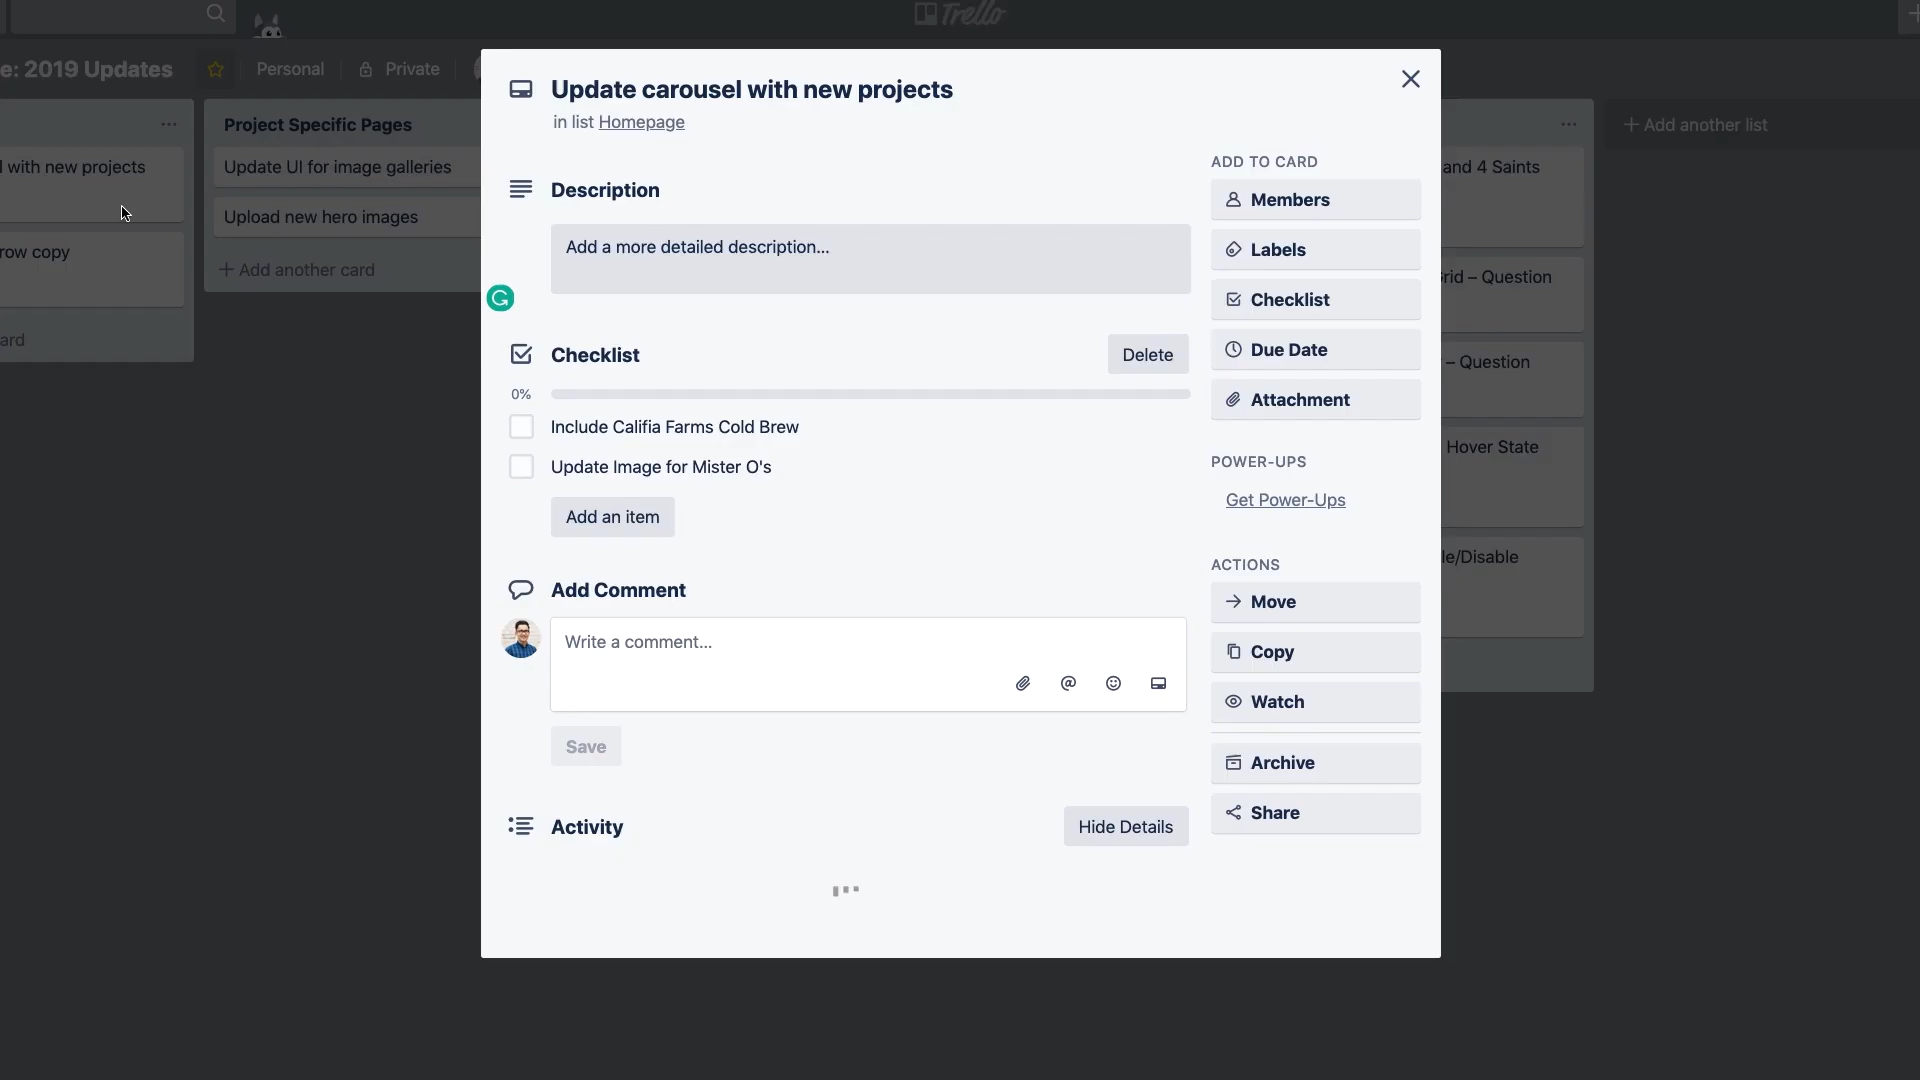 Trello
e: 2019 Updates
Personal
Private
Project Specific Pages
l with new projects
row copy
ard
Update UI for image galleries
Upload new hero images
+ Add another card
Update carousel with new projects
in list Homepage
Description
Add a more detailed description...
Checklist
Delete
0%
Include Califia Farms Cold Brew
Update Image for Mister O's
Add an item
Add Comment
Write a comment...
Save
Activity
Hide Details
ADD TO CARD
Members
Labels
Checklist
Due Date
Attachment
POWER-UPS
Get Power-Ups
ACTIONS
Move
Copy
Watch
Archive
Share
and 4 Saints
rid – Question
– Question
Hover State
le/Disable
+ Add another list